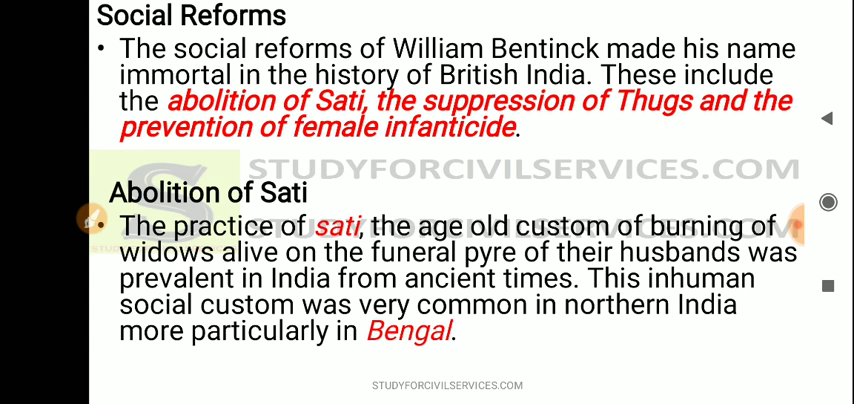 Social Reforms
• The social reforms of William Bentinck made his name
immortal in the history of British India. These include
the abolition of Sati, the suppression of Thugs and the
prevention of female infanticide.
STUDYFORCIVILSERVICES.COM
Abolition of Sati
• The practice of sati, the age old custom of burning of
widows alive on the funeral pyre of their husbands was
prevalent in India from ancient times. This inhuman
social custom was very common in northern India
more particularly in Bengal.
STUDYFORCIVILSERVICES.COM